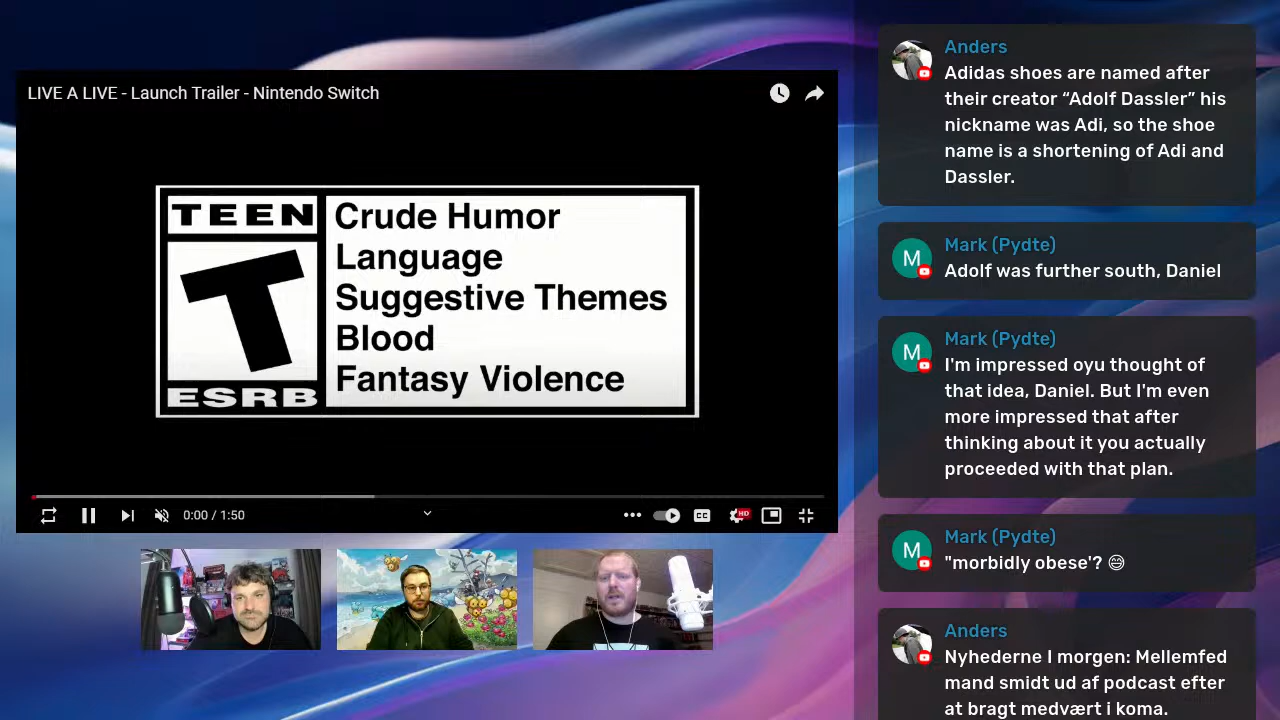 LIVE A LIVE - Launch Trailer - Nintendo Switch
TEEN
T
ESRB
Crude Humor
Language
Suggestive Themes
Blood
Fantasy Violence
0:00 / 1:50
CC
HD
Anders
Adidas shoes are named after
their creator “Adolf Dassler” his
nickname was Adi, so the shoe
name is a shortening of Adi and
Dassler.
M
Mark (Pydte)
Adolf was further south, Daniel
M
Mark (Pydte)
I'm impressed oyu thought of
that idea, Daniel. But I'm even
more impressed that after
thinking about it you actually
proceeded with that plan.
M
Mark (Pydte)
"morbidly obese'? 😅
Anders
Nyhederne I morgen: Mellemfed
mand smidt ud af podcast efter
at bragt medvært i koma.